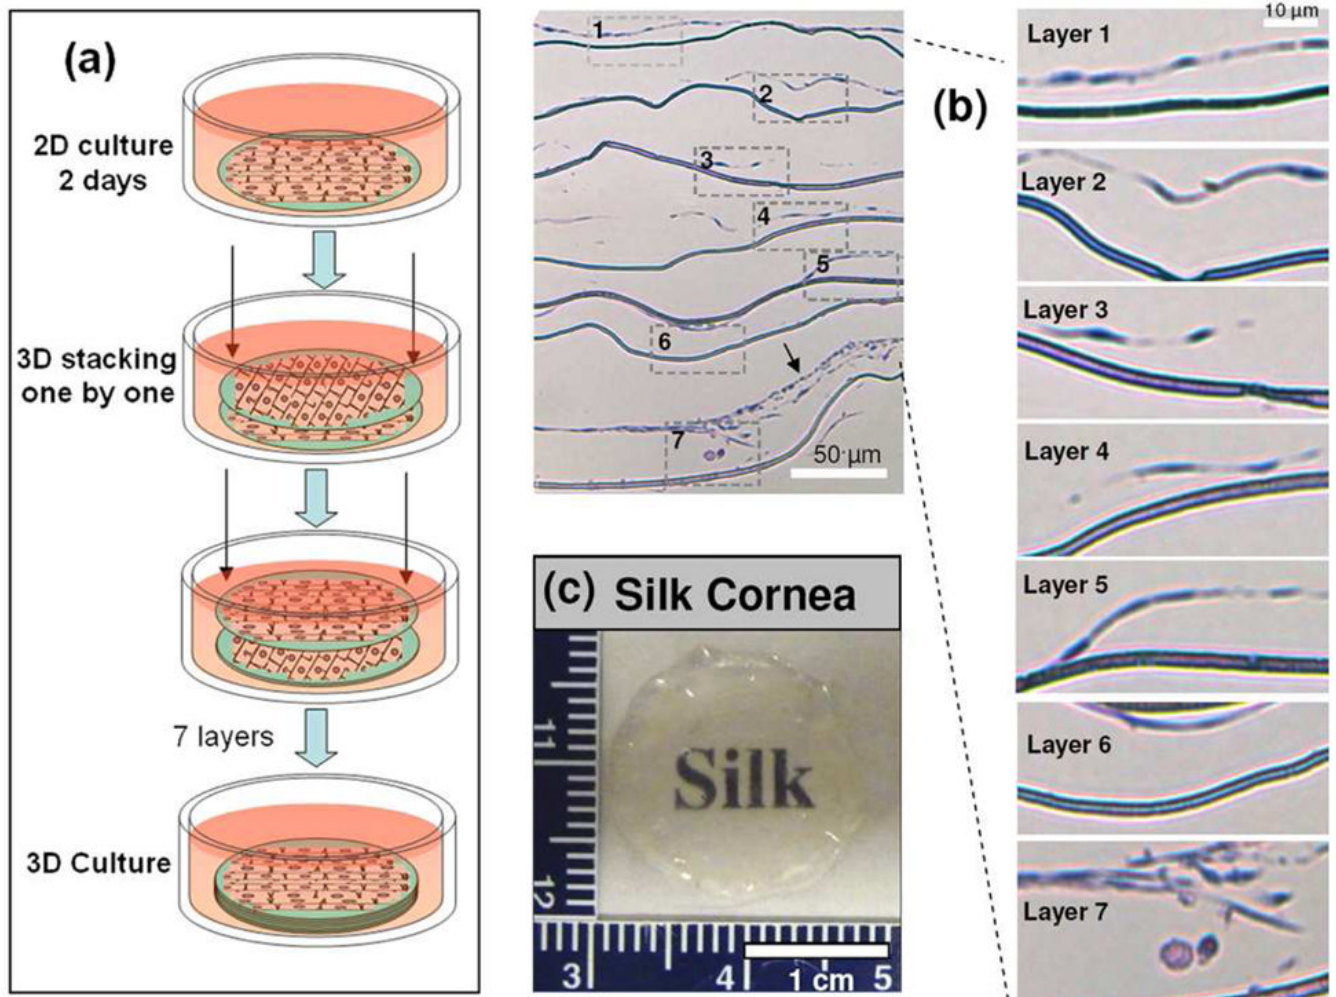 (a)
2D culture
2 days
3D stacking
one by one
7 layers
3D Culture
1
2
3
4
5
6
7
50 µm
(b)
10 µm
Layer 1
Layer 2
Layer 3
Layer 4
Layer 5
Layer 6
Layer 7
(c) Silk Cornea
11
Silk
12
3 4 5
1 cm